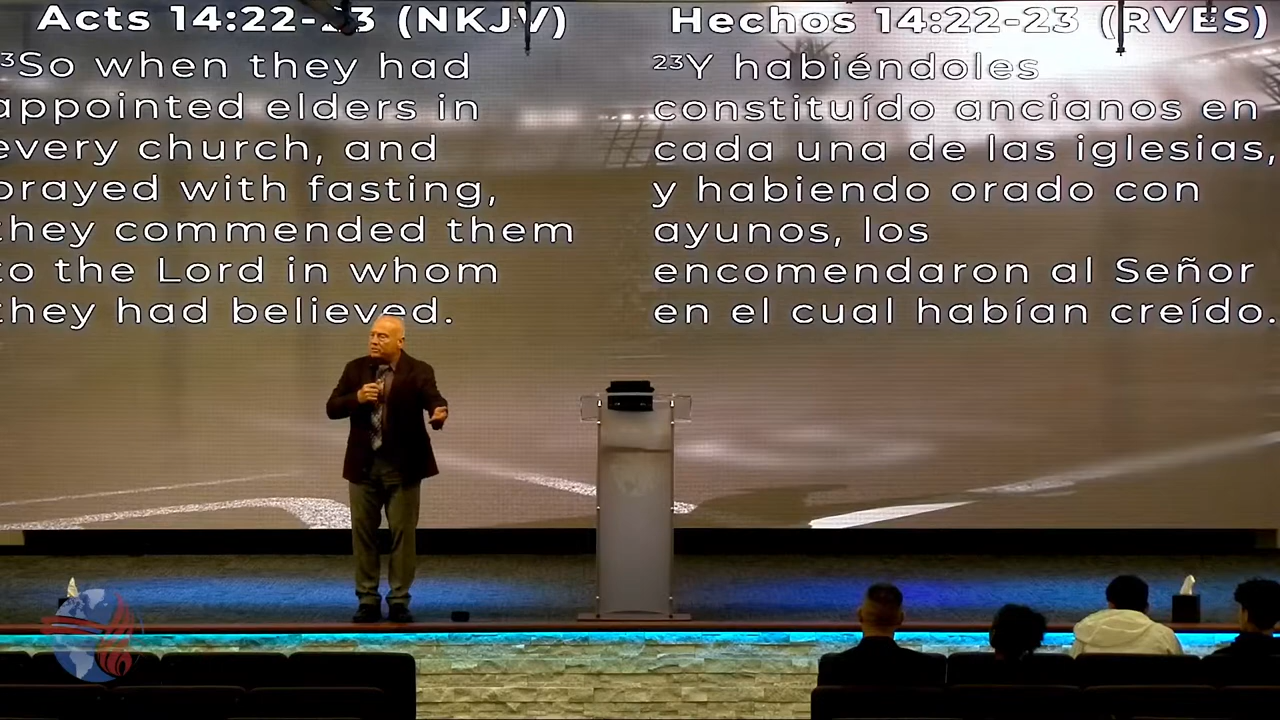 Acts 14:22-23 (NKJV)
23So when they had
appointed elders in
every church, and
prayed with fasting,
they commended them
to the Lord in whom
they had believed.
Hechos 14:22-23 (RVES)
23Y habiéndoles
constituído ancianos en
cada una de las iglesias,
y habiendo orado con
ayunos, los
encomendaron al Señor
en el cual habían creído.